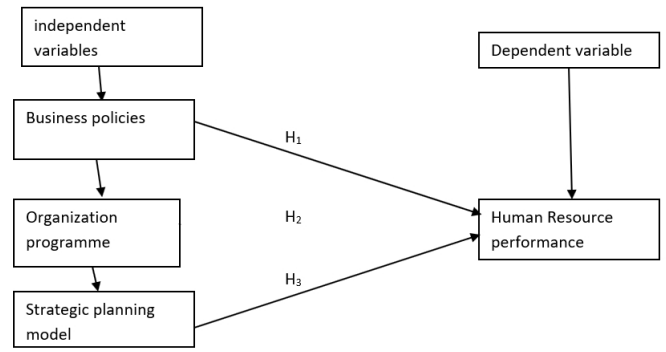 independent
variables
Dependent variable
Business policies
H₁
Organization
programme
H₂
Human Resource
performance
H₃
Strategic planning
model